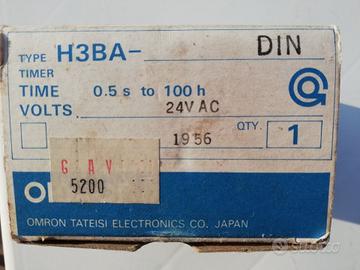 TYPE H3BA- DIN
TIMER
TIME 0.5 s to 100 h
VOLTS 24V AC
1956 QTY. 1
G A V
5200
OMRON TATEISI ELECTRONICS CO. JAPAN
subito